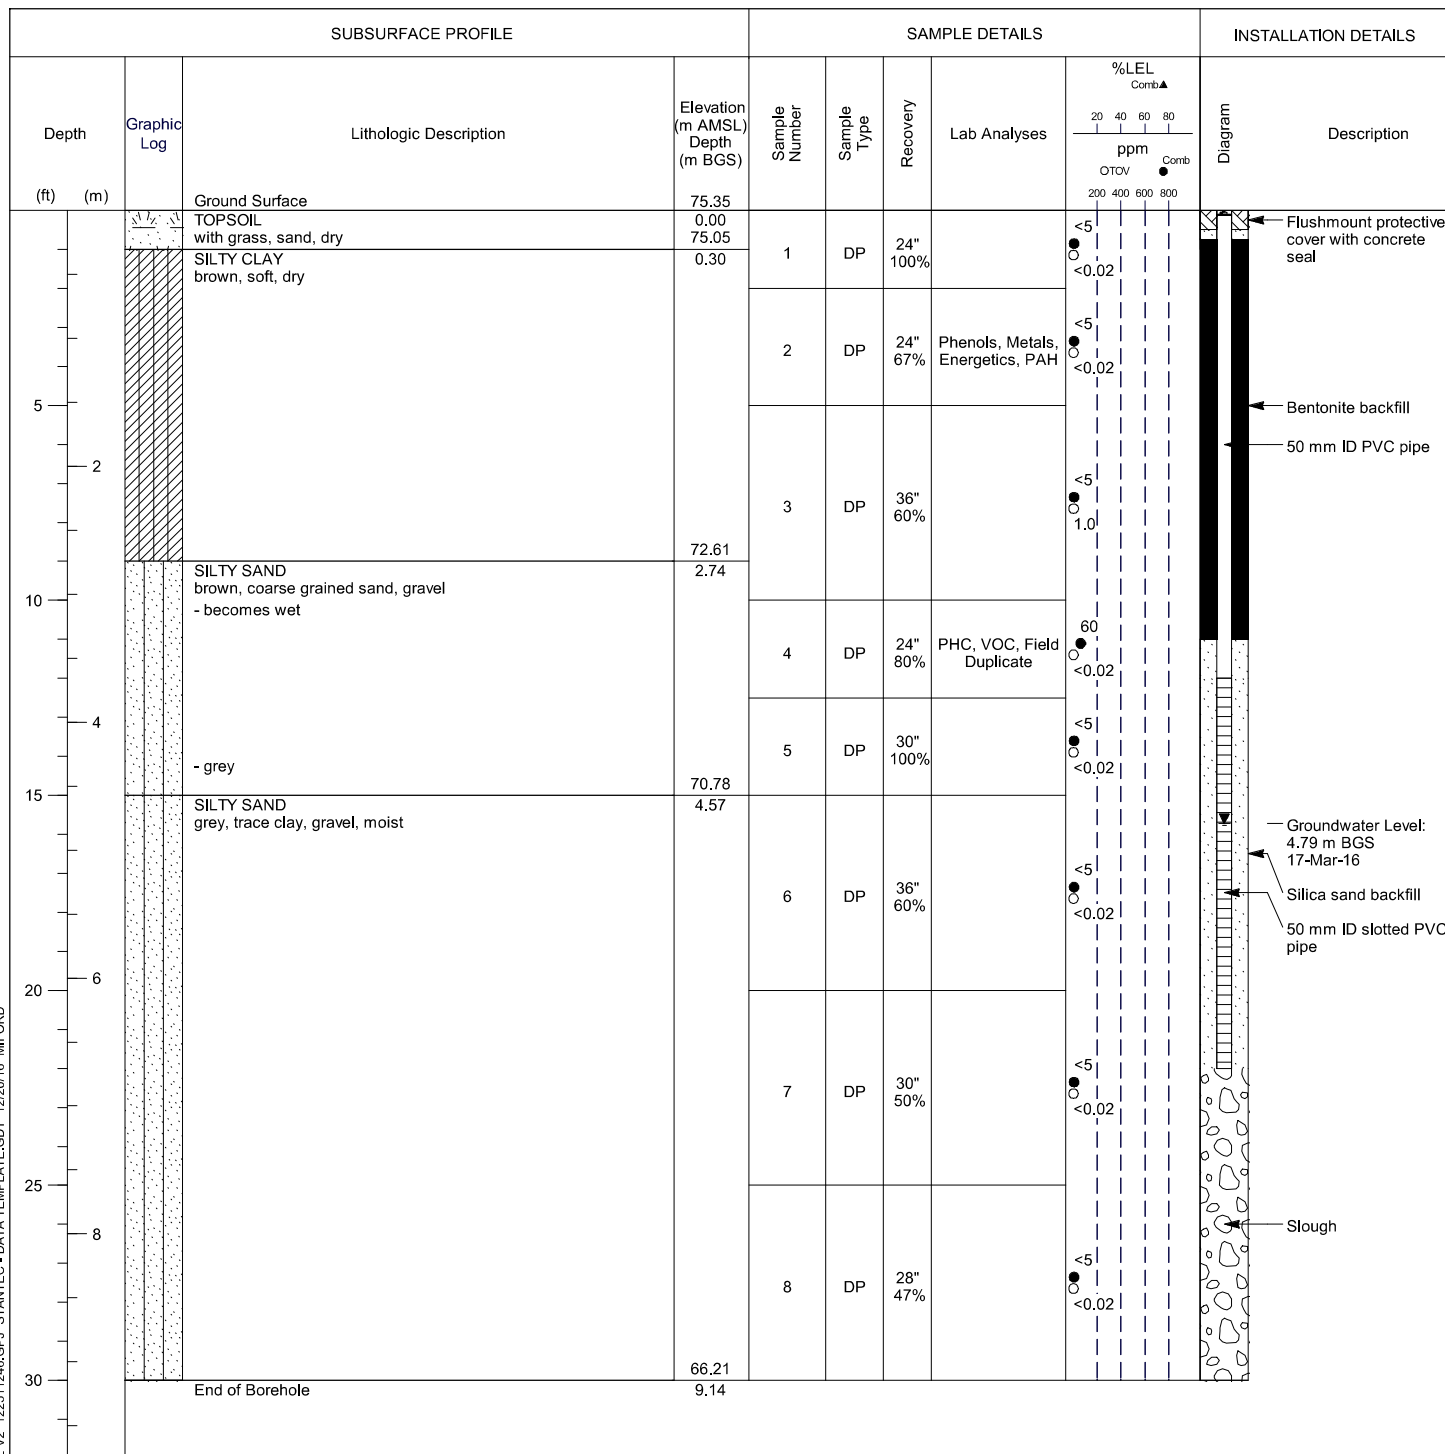 SUBSURFACE PROFILE
SAMPLE DETAILS
INSTALLATION DETAILS
Depth
(ft) (m)
Graphic
Log
Lithologic Description
Elevation
(m AMSL)
Depth
(m BGS)
Sample
Number
Sample
Type
Recovery
Lab Analyses
%LEL
Comb
20 40 60 80
ppm
TOV Comb
200 400 600 800
Diagram
Description
Ground Surface 75.35
TOPSOIL 0.00
with grass, sand, dry 75.05
SILTY CLAY 0.30
brown, soft, dry
72.61
SILTY SAND 2.74
brown, coarse grained sand, gravel
- becomes wet
- grey
70.78
SILTY SAND 4.57
grey, trace clay, gravel, moist
66.21
End of Borehole 9.14
5
10
15
20
25
30
2
4
6
8
1 DP 24"
100%
<5
<0.02
2 DP 24"
67%
Phenols, Metals,
Energetics, PAH
<5
<0.02
3 DP 36"
60%
<5
1.0
4 DP 24"
80%
PHC, VOC, Field
Duplicate
60
<0.02
5 DP 30"
100%
<5
<0.02
6 DP 36"
60%
<5
<0.02
7 DP 30"
50%
<5
<0.02
8 DP 28"
47%
<5
<0.02
Flushmount protective
cover with concrete
seal
Bentonite backfill
50 mm ID PVC pipe
Groundwater Level:
4.79 m BGS
17-Mar-16
Silica sand backfill
50 mm ID slotted PVC
pipe
Slough